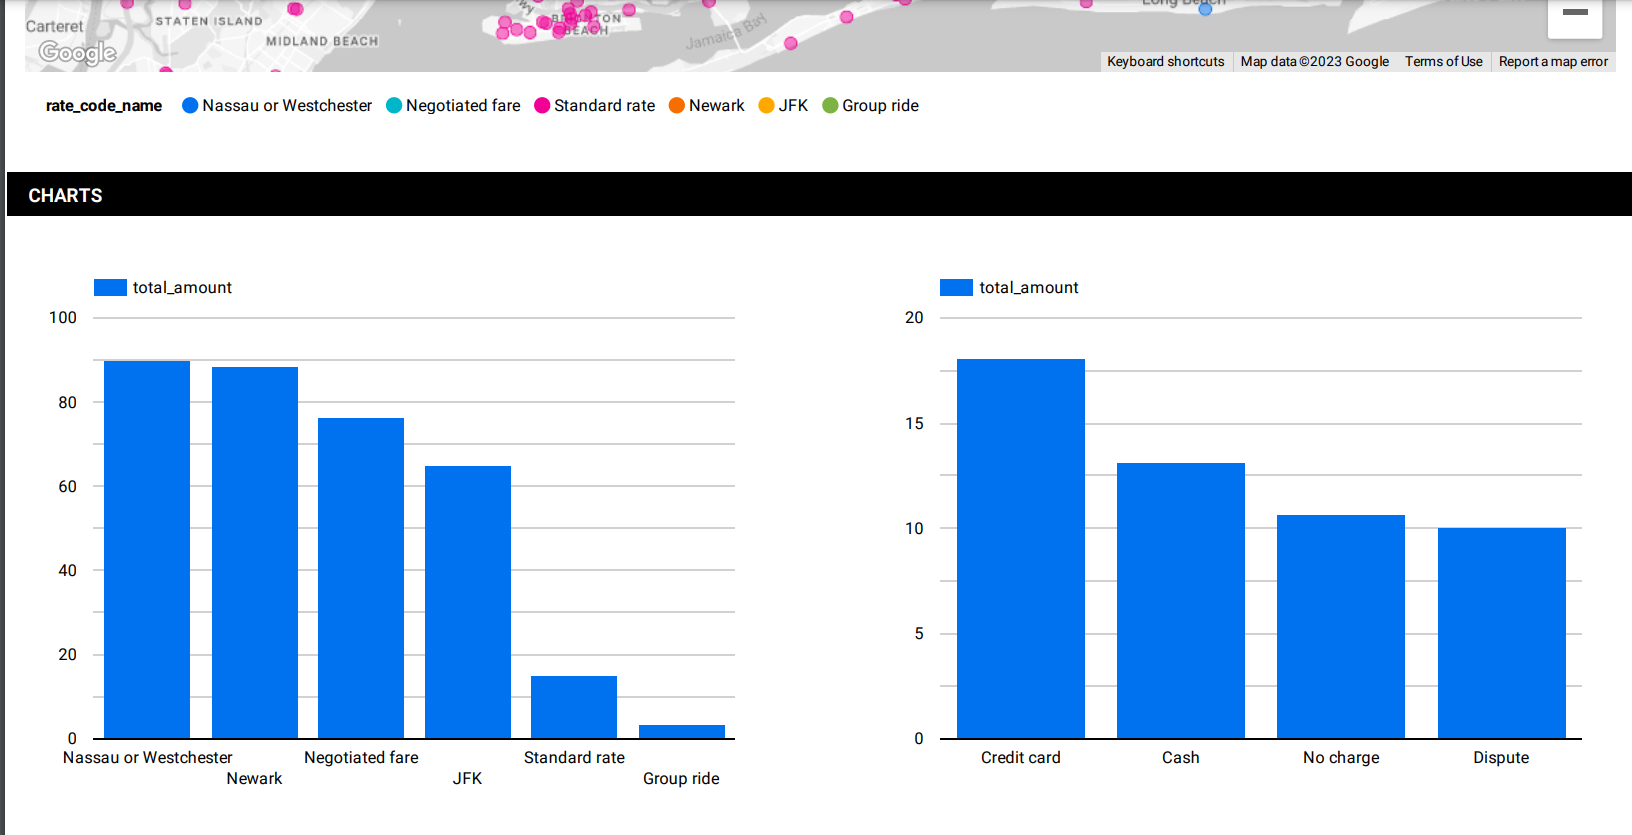 Long Beach
Carteret
STATEN ISLAND
BRIGHTON
BEACH
MIDLAND BEACH
Jamaica Bay
Google
Keyboard shortcuts
Map data ©2023 Google
Terms of Use
Report a map error
rate_code_name Nassau or Westchester Negotiated fare Standard rate Newark JFK Group ride
CHARTS
total_amount
100
80
60
40
20
0
Nassau or Westchester
Newark
Negotiated fare
JFK
Standard rate
Group ride
total_amount
20
15
10
5
0
Credit card
Cash
No charge
Dispute